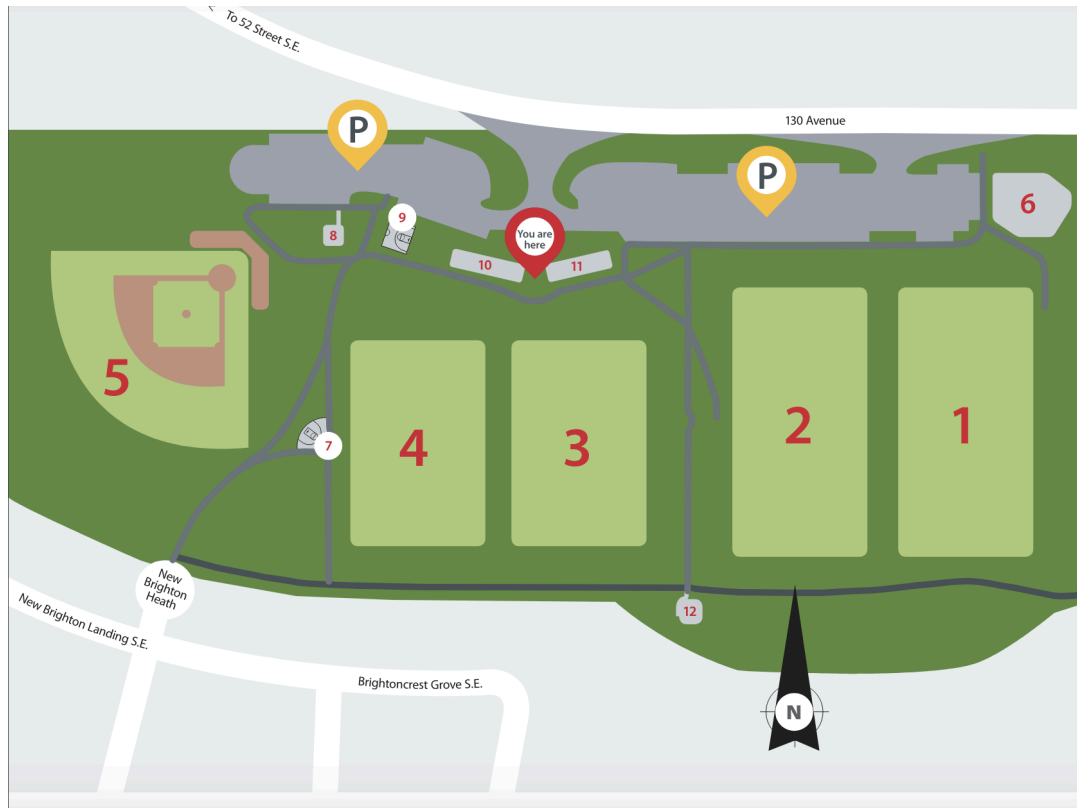 To 52 Street S.E.
130 Avenue
P
P
6
9
8
You are
here
10
11
5
4
3
2
1
7
New
Brighton
Heath
12
New Brighton Landing S.E.
Brightoncrest Grove S.E.
N